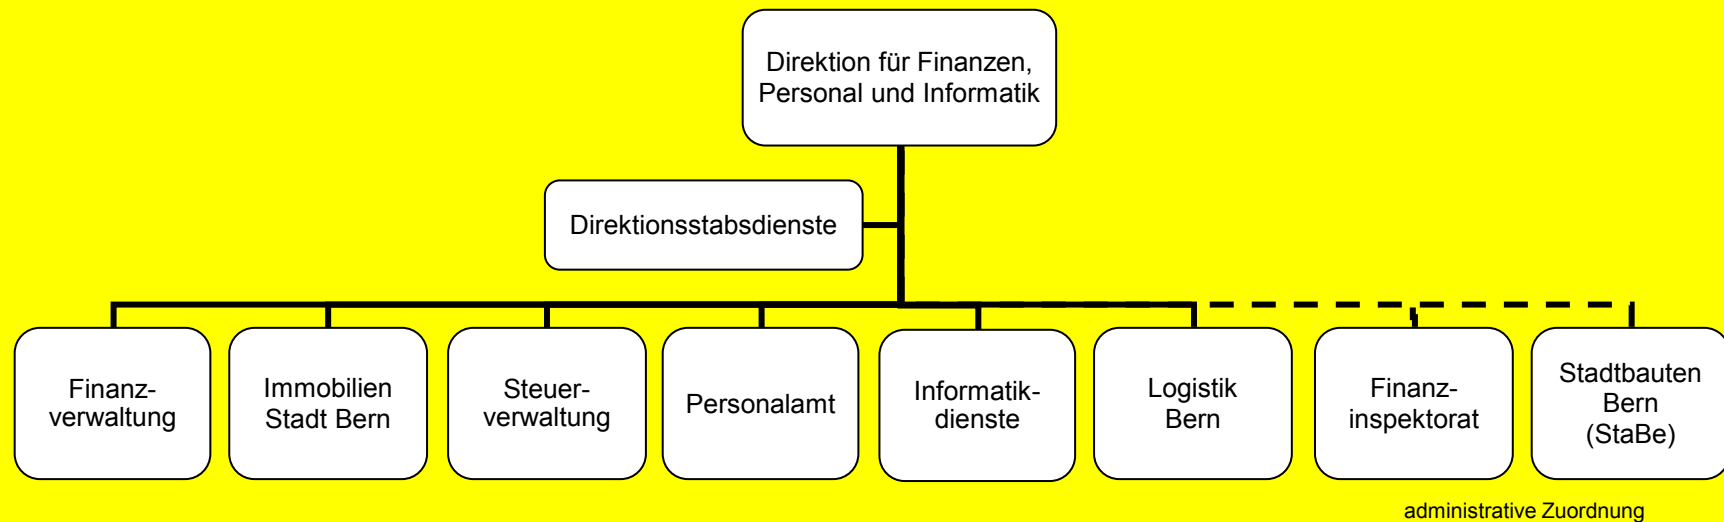 Direktion für Finanzen,
Personal und Informatik
Direktionsstabsdienste
Finanz-
verwaltung
Immobilien
Stadt Bern
Steuer-
verwaltung
Personalamt
Informatik-
dienste
Logistik
Bern
Finanz-
inspektorat
Stadtbauten
Bern
(StaBe)
administrative Zuordnung